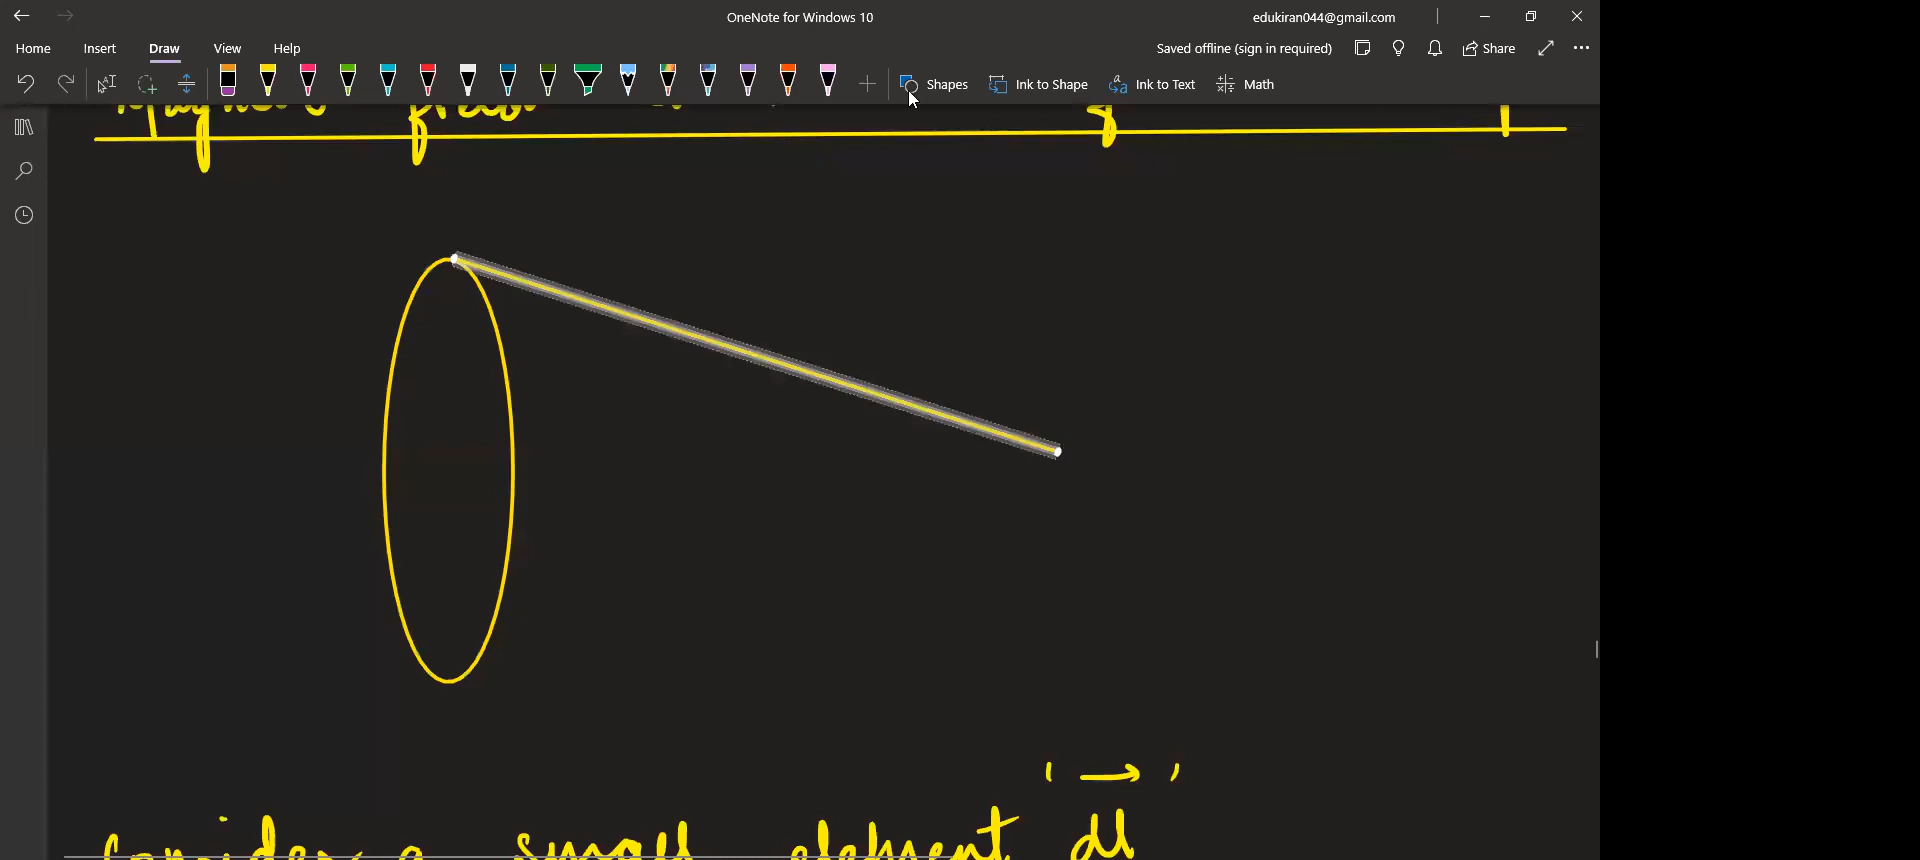 OneNote for Windows 10
edukiran044@gmail.com
Home Insert Draw View Help
Saved offline (sign in required)
Share
Shapes
Ink to Shape
Ink to Text
Math
Consider a small element ' dl '